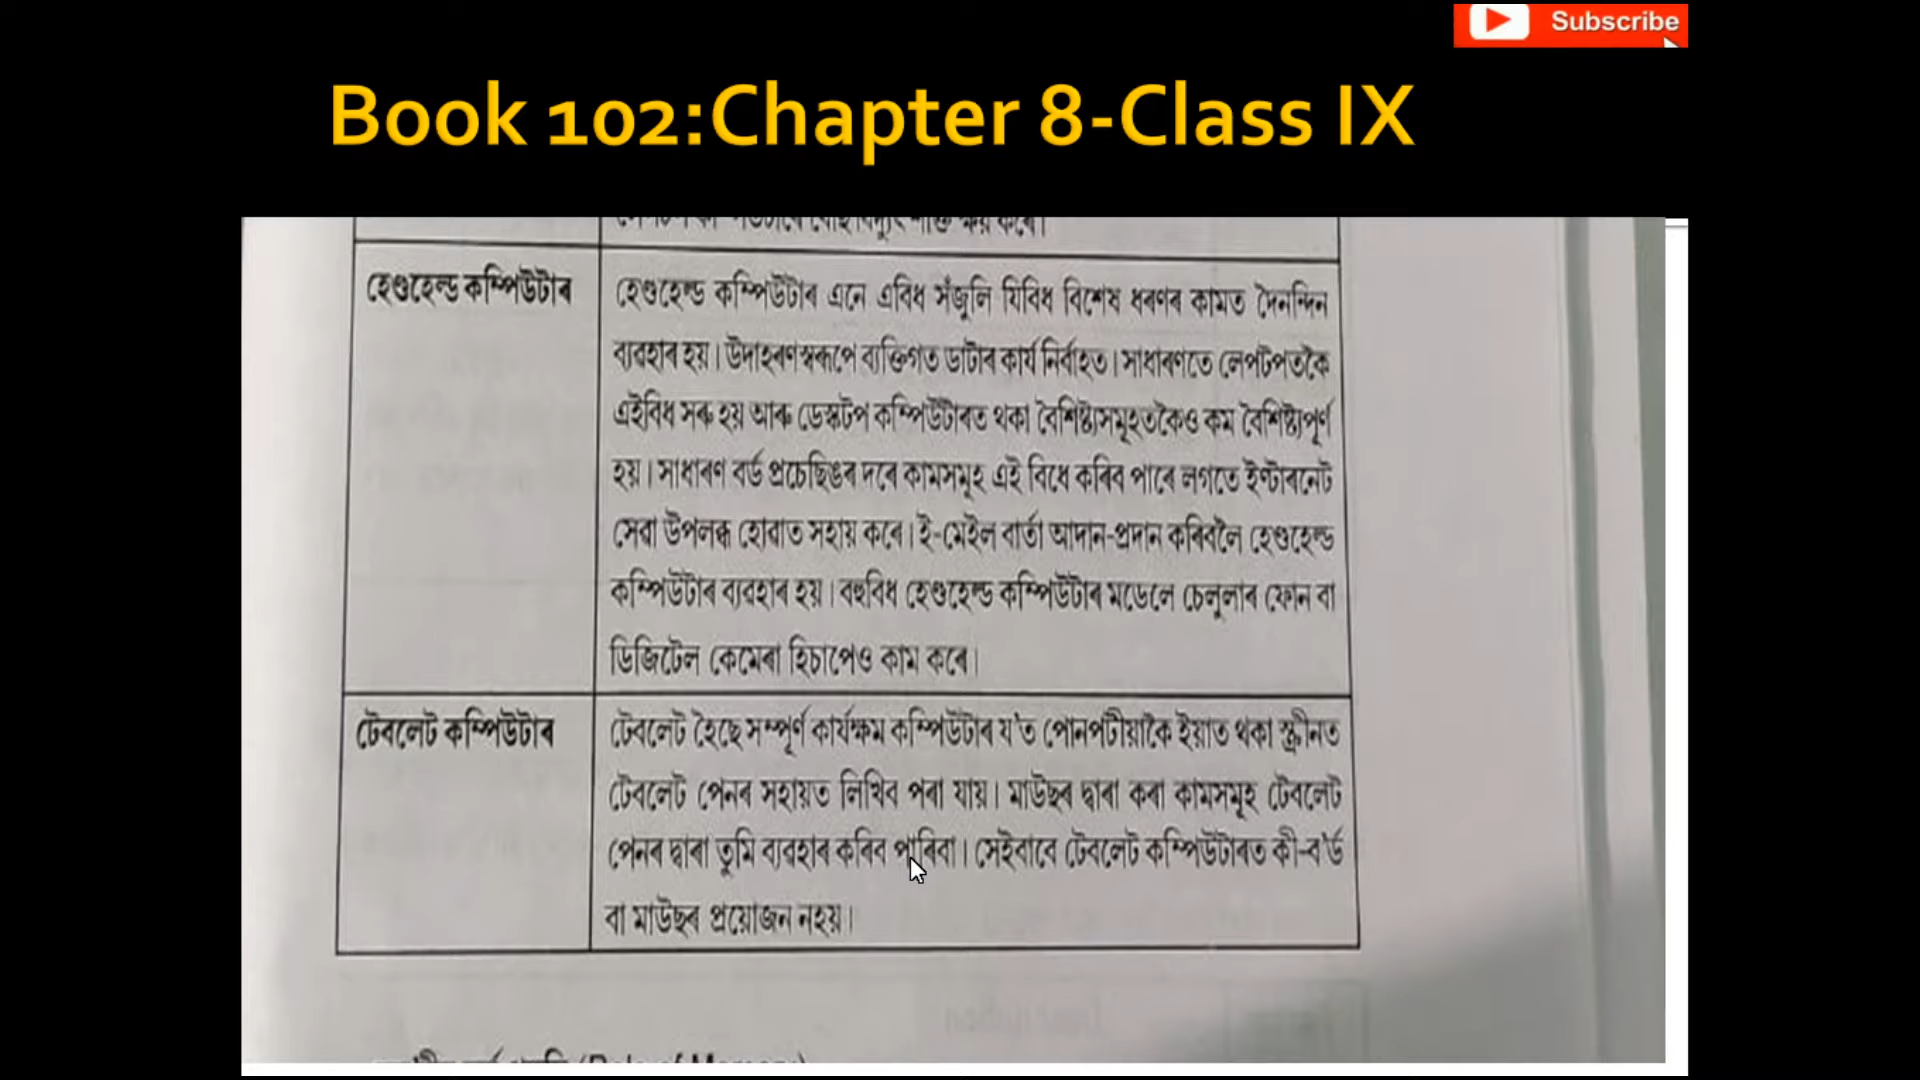 Subscribe
Book 102:Chapter 8-Class IX
শক্তি ক্ষয় কৰে।
হেণ্ডহেল্ড কম্পিউটাৰ
হেণ্ডহেল্ড কম্পিউটাৰ এনে এবিধ সঁজুলি যিবিধ বিশেষ ধৰণৰ কামত দৈনন্দিন
ব্যৱহাৰ হয়। উদাহৰণস্বৰূপে ব্যক্তিগত ডাটাৰ কাৰ্য নিৰ্বাহত। সাধাৰণতে লেপটপতকৈ
এইবিধ সৰু হয় আৰু ডেস্কটপ কম্পিউটাৰত থকা বৈশিষ্ট্যসমূহতকৈও কম বৈশিষ্ট্যপূৰ্ণ
হয়। সাধাৰণ বৰ্ড প্ৰচেছিঙৰ দৰে কামসমূহ এই বিধে কৰিব পাৰে লগতে ইণ্টাৰনেট
সেৱা উপলব্ধ হোৱাত সহায় কৰে। ই-মেইল বাৰ্তা আদান-প্ৰদান কৰিবলৈ হেণ্ডহেল্ড
কম্পিউটাৰ ব্যৱহাৰ হয়। বহুবিধ হেণ্ডহেল্ড কম্পিউটাৰ মডেলে চেলুলাৰ ফোন বা
ডিজিটেল কেমেৰা হিচাপেও কাম কৰে।
টেবলেট কম্পিউটাৰ
টেবলেট হৈছে সম্পূৰ্ণ কাৰ্যক্ষম কম্পিউটাৰ য'ত পোনপটীয়াকৈ ইয়াত থকা স্ক্ৰীনত
টেবলেট পেনৰ সহায়ত লিখিব পৰা যায়। মাউছৰ দ্বাৰা কৰা কামসমূহ টেবলেট
পেনৰ দ্বাৰা তুমি ব্যৱহাৰ কৰিব পাৰিবা। সেইবাবে টেবলেট কম্পিউটাৰত কী-ব'ৰ্ড
বা মাউছৰ প্ৰয়োজন নহয়।